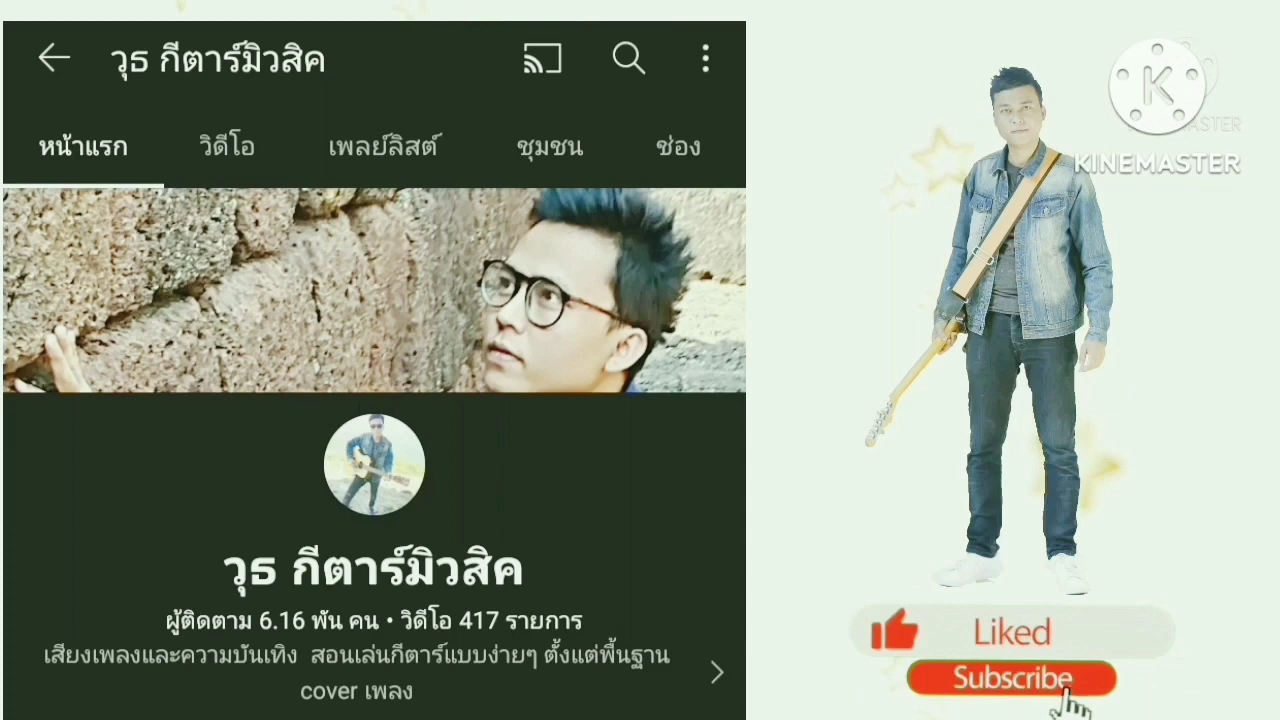 วุธ กีตาร์มิวสิค
หน้าแรก วิดีโอ เพลย์ลิสต์ ชุมชน ช่อง
วุธ กีตาร์มิวสิค
ผู้ติดตาม 6.16 พัน คน • วิดีโอ 417 รายการ
เสียงเพลงและความบันเทิง สอนเล่นกีตาร์แบบง่ายๆ ตั้งแต่พื้นฐาน
cover เพลง
K
KINEMASTER
Liked
Subscribe